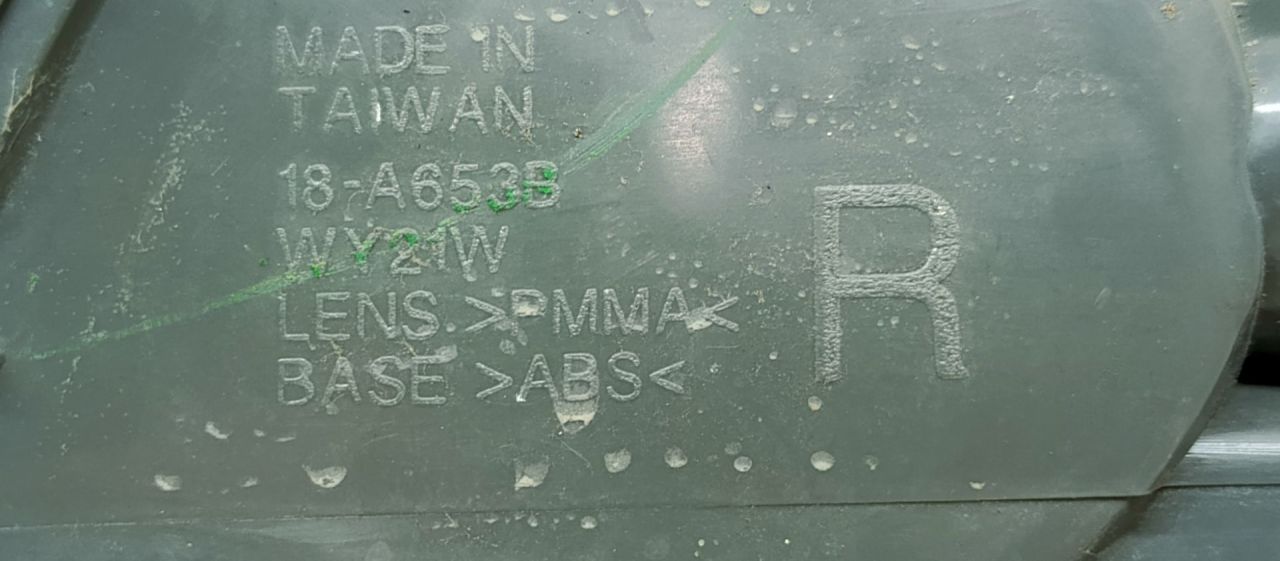 MADE IN
TAIWAN
18-A653B
WY21W
LENS >PMMA<
BASE >ABS<
R